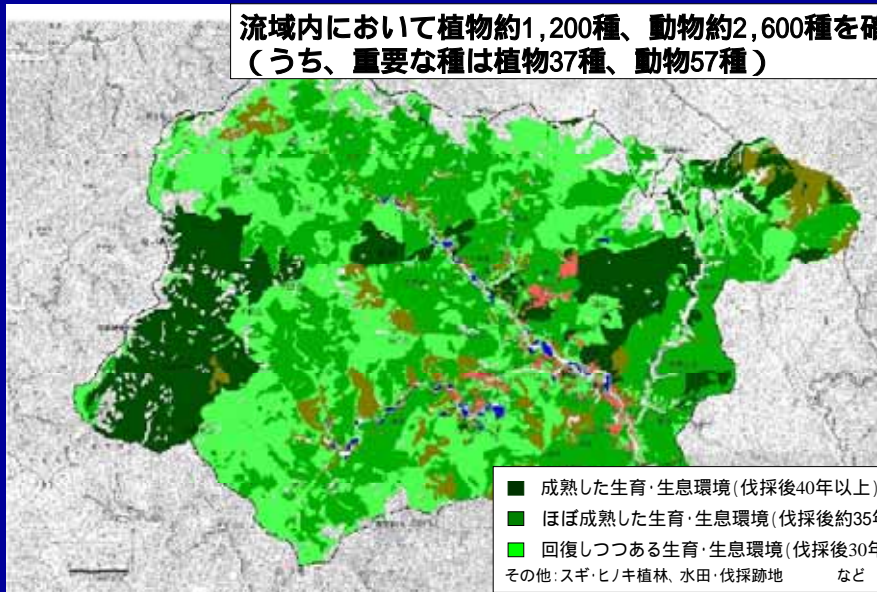 流域内において植物約1,200種、動物約2,600種を確
(うち、重要な種は植物37種、動物57種)
成熟した生育･生息環境(伐採後40年以上)
ほぼ成熟した生育･生息環境(伐採後約35年
回復しつつある生育･生息環境(伐採後30年
その他:スギ･ヒノキ植林、水田･伐採跡地 など